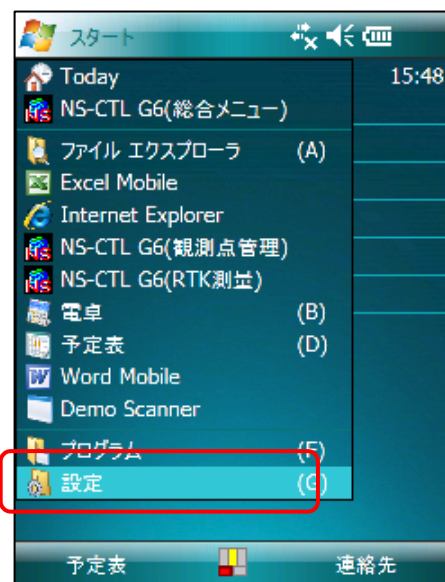 スタート
Today
15:48
NS-CTL G6(総合メニュー)
ファイル エクスプローラ (A)
Excel Mobile
Internet Explorer
NS-CTL G6(観測点管理)
NS-CTL G6(RTK測量)
電卓 (B)
予定表 (D)
Word Mobile
Demo Scanner
プログラム (F)
設定 (G)
予定表 連絡先